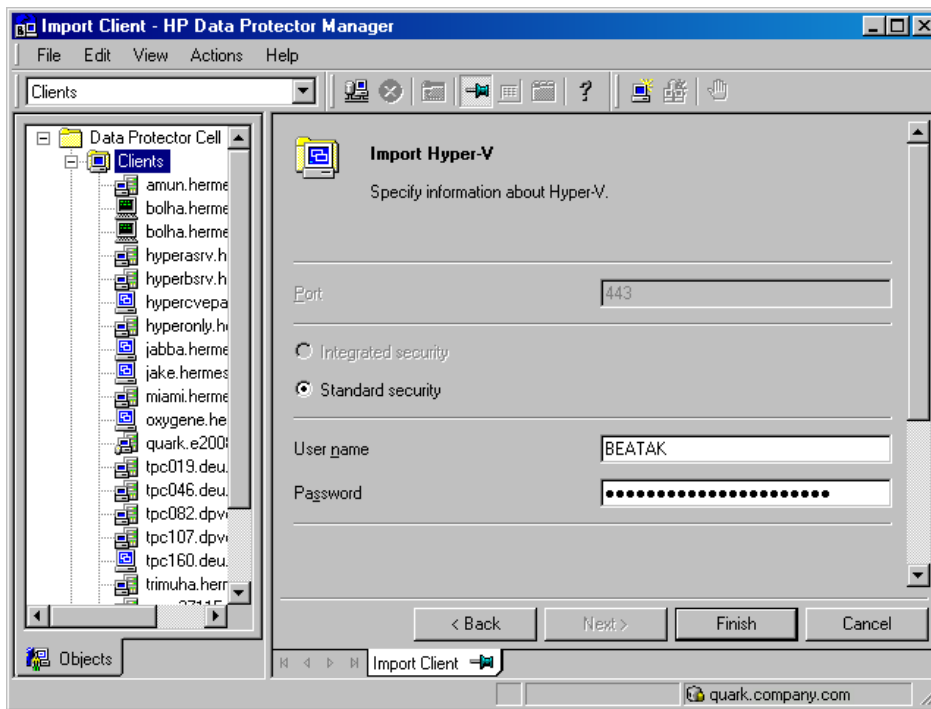 Import Client - HP Data Protector Manager
File Edit View Actions Help
Clients
Data Protector Cell
Clients
amun.herme
bolha.herme
bolha.herme
hyperasrv.h
hyperbsrv.h
hypercvepa
hyperonly.he
jabba.herme
jake.hermes
miami.herme
oxygene.he
quark.e2008
tpc019.deu.
tpc046.deu.
tpc082.dpv
tpc107.dpv
tpc160.deu.
trimuha.herr
Import Hyper-V
Specify information about Hyper-V.
Port 443
Integrated security
Standard security
User name BEATAK
Password
< Back Next > Finish Cancel
Objects
Import Client
quark.company.com